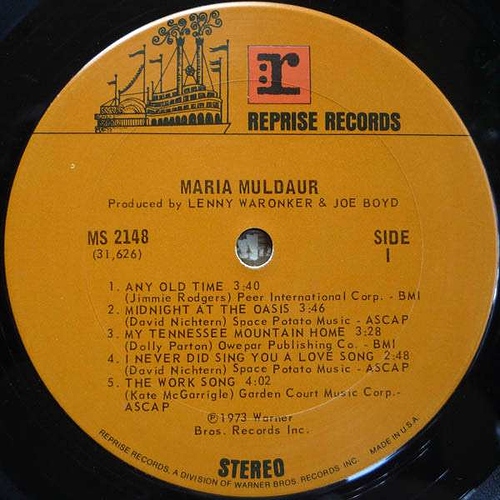 r
REPRISE RECORDS
MARIA MULDAUR
Produced by LENNY WARONKER & JOE BOYD
MS 2148
(31,626)
SIDE
1
1. ANY OLD TIME 3:40
(Jimmie Rodgers) Peer International Corp. - BMI
2. MIDNIGHT AT THE OASIS 3:46
(David Nichtern) Space Potato Music - ASCAP
3. MY TENNESSEE MOUNTAIN HOME 3:28
(Dolly Parton) Owepar Publishing Co. - BMI
4. I NEVER DID SING YOU A LOVE SONG 2:48
(David Nichtern) Space Potato Music - ASCAP
5. THE WORK SONG 4:02
(Kate McGarrigle) Garden Court Music Corp.-
ASCAP
℗1973 Warner
Bros. Records Inc.
STEREO
REPRISE RECORDS, A DIVISION OF WARNER BROS. RECORDS INC. MADE IN U.S.A.